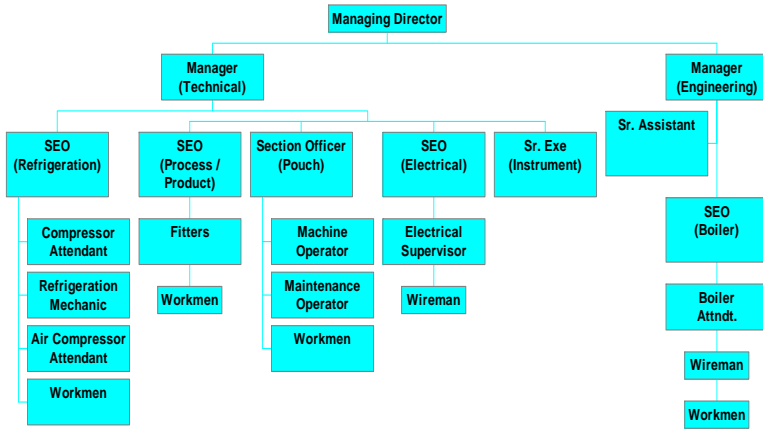 Managing Director
Manager
(Technical)
Manager
(Engineering)
Sr. Assistant
SEO
(Refrigeration)
SEO
(Process /
Product)
Section Officer
(Pouch)
SEO
(Electrical)
Sr. Exe
(Instrument)
SEO
(Boiler)
Compressor
Attendant
Fitters
Machine
Operator
Electrical
Supervisor
Refrigeration
Mechanic
Workmen
Maintenance
Operator
Wireman
Boiler
Attndt.
Air Compressor
Attendant
Workmen
Wireman
Workmen
Workmen